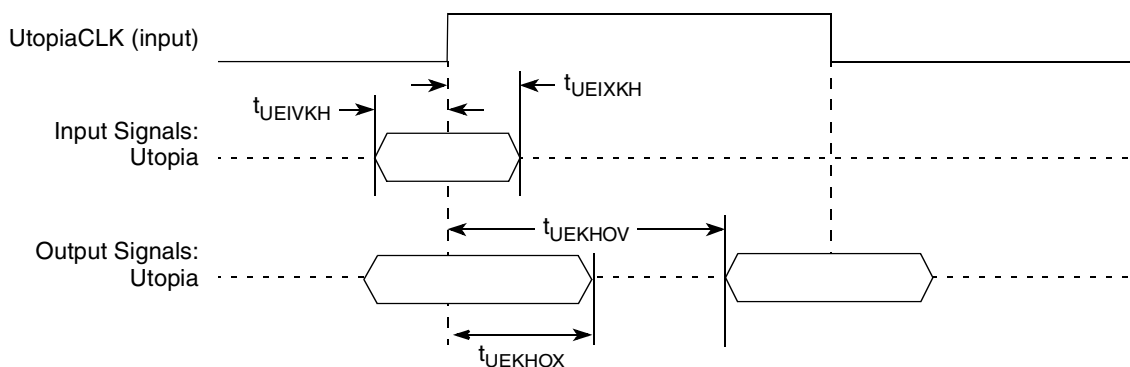 UtopiaCLK (input)
tUEIXKH
tUEIVKH
Input Signals:
Utopia
tUEKHOV
Output Signals:
Utopia
tUEKHOX